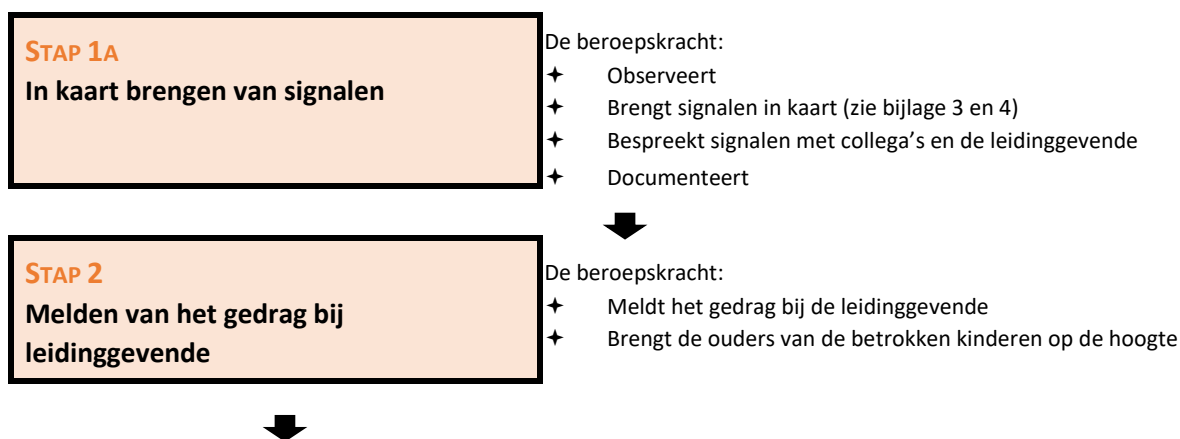 STAP 1A
In kaart brengen van signalen
De beroepskracht:
✦ Observeert
✦ Brengt signalen in kaart (zie bijlage 3 en 4)
✦ Bespreekt signalen met collega's en de leidinggevende
✦ Documenteert
STAP 2
Melden van het gedrag bij
leidinggevende
De beroepskracht:
✦ Meldt het gedrag bij de leidinggevende
✦ Brengt de ouders van de betrokken kinderen op de hoogte